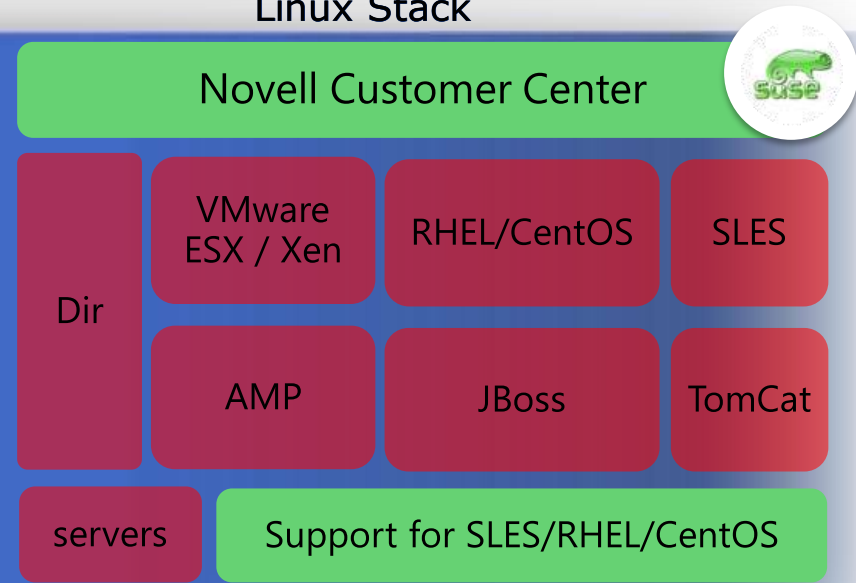 Linux Stack
Novell Customer Center
suse
Dir
VMware
ESX / Xen
RHEL/CentOS
SLES
AMP
JBoss
TomCat
servers
Support for SLES/RHEL/CentOS